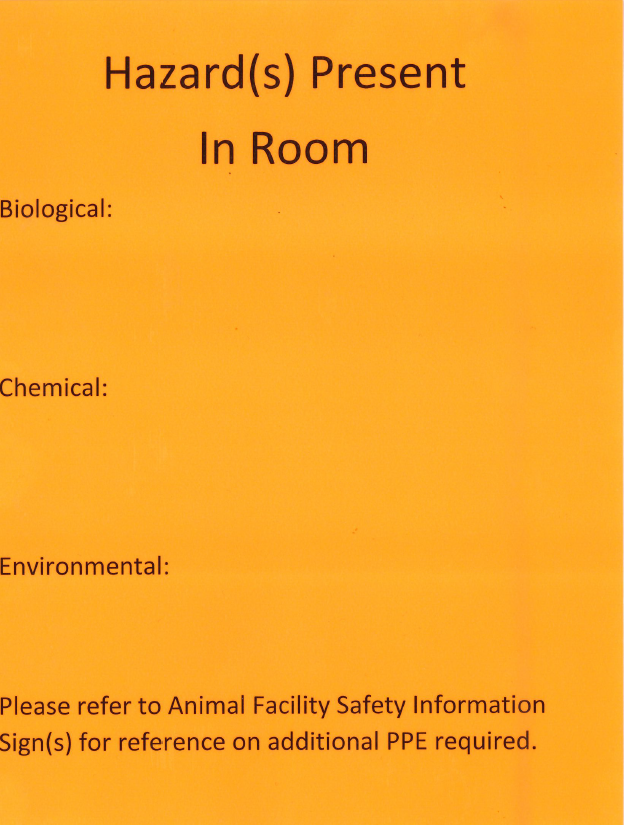 Hazard(s) Present
In Room
Biological:
Chemical:
Environmental:
Please refer to Animal Facility Safety Information
Sign(s) for reference on additional PPE required.